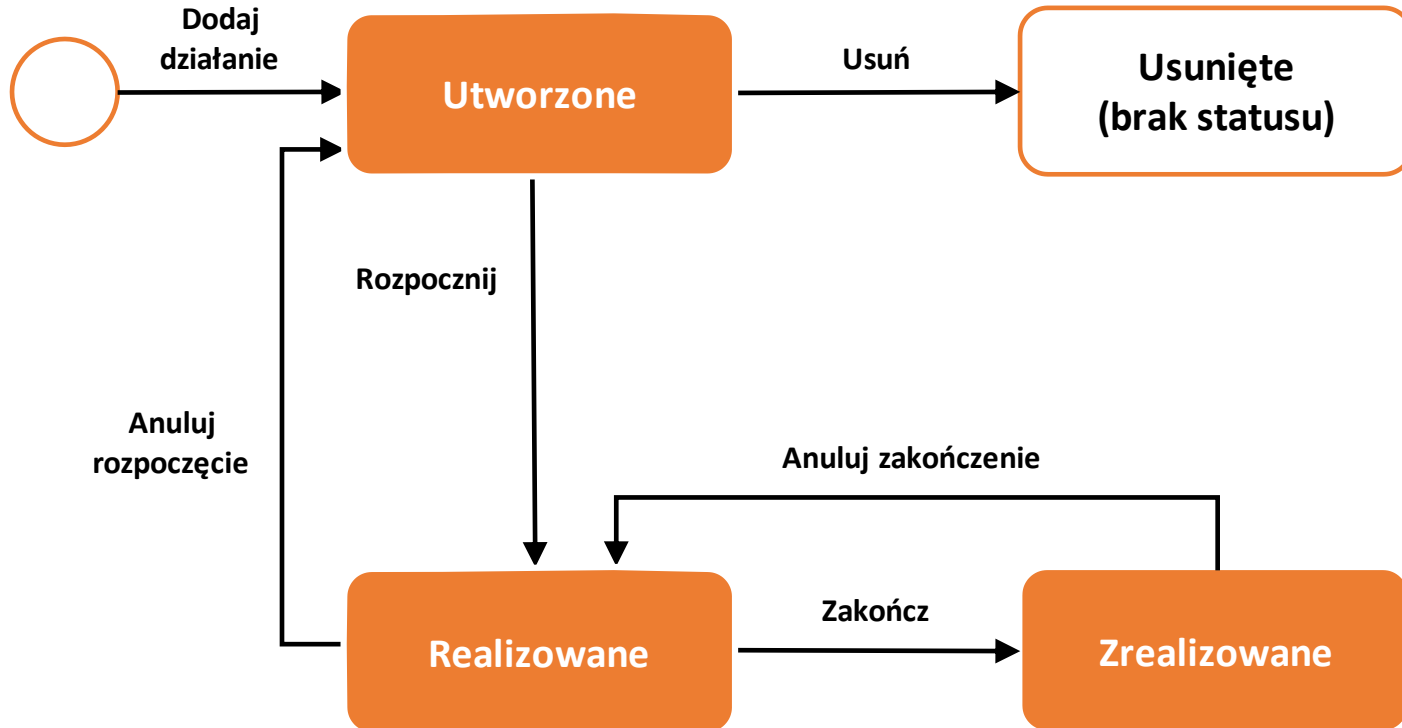 Dodaj
działanie
Utworzone
Usuń
Usunięte
(brak statusu)
Rozpocznij
Anuluj
rozpoczęcie
Anuluj zakończenie
Realizowane
Zakończ
Zrealizowane